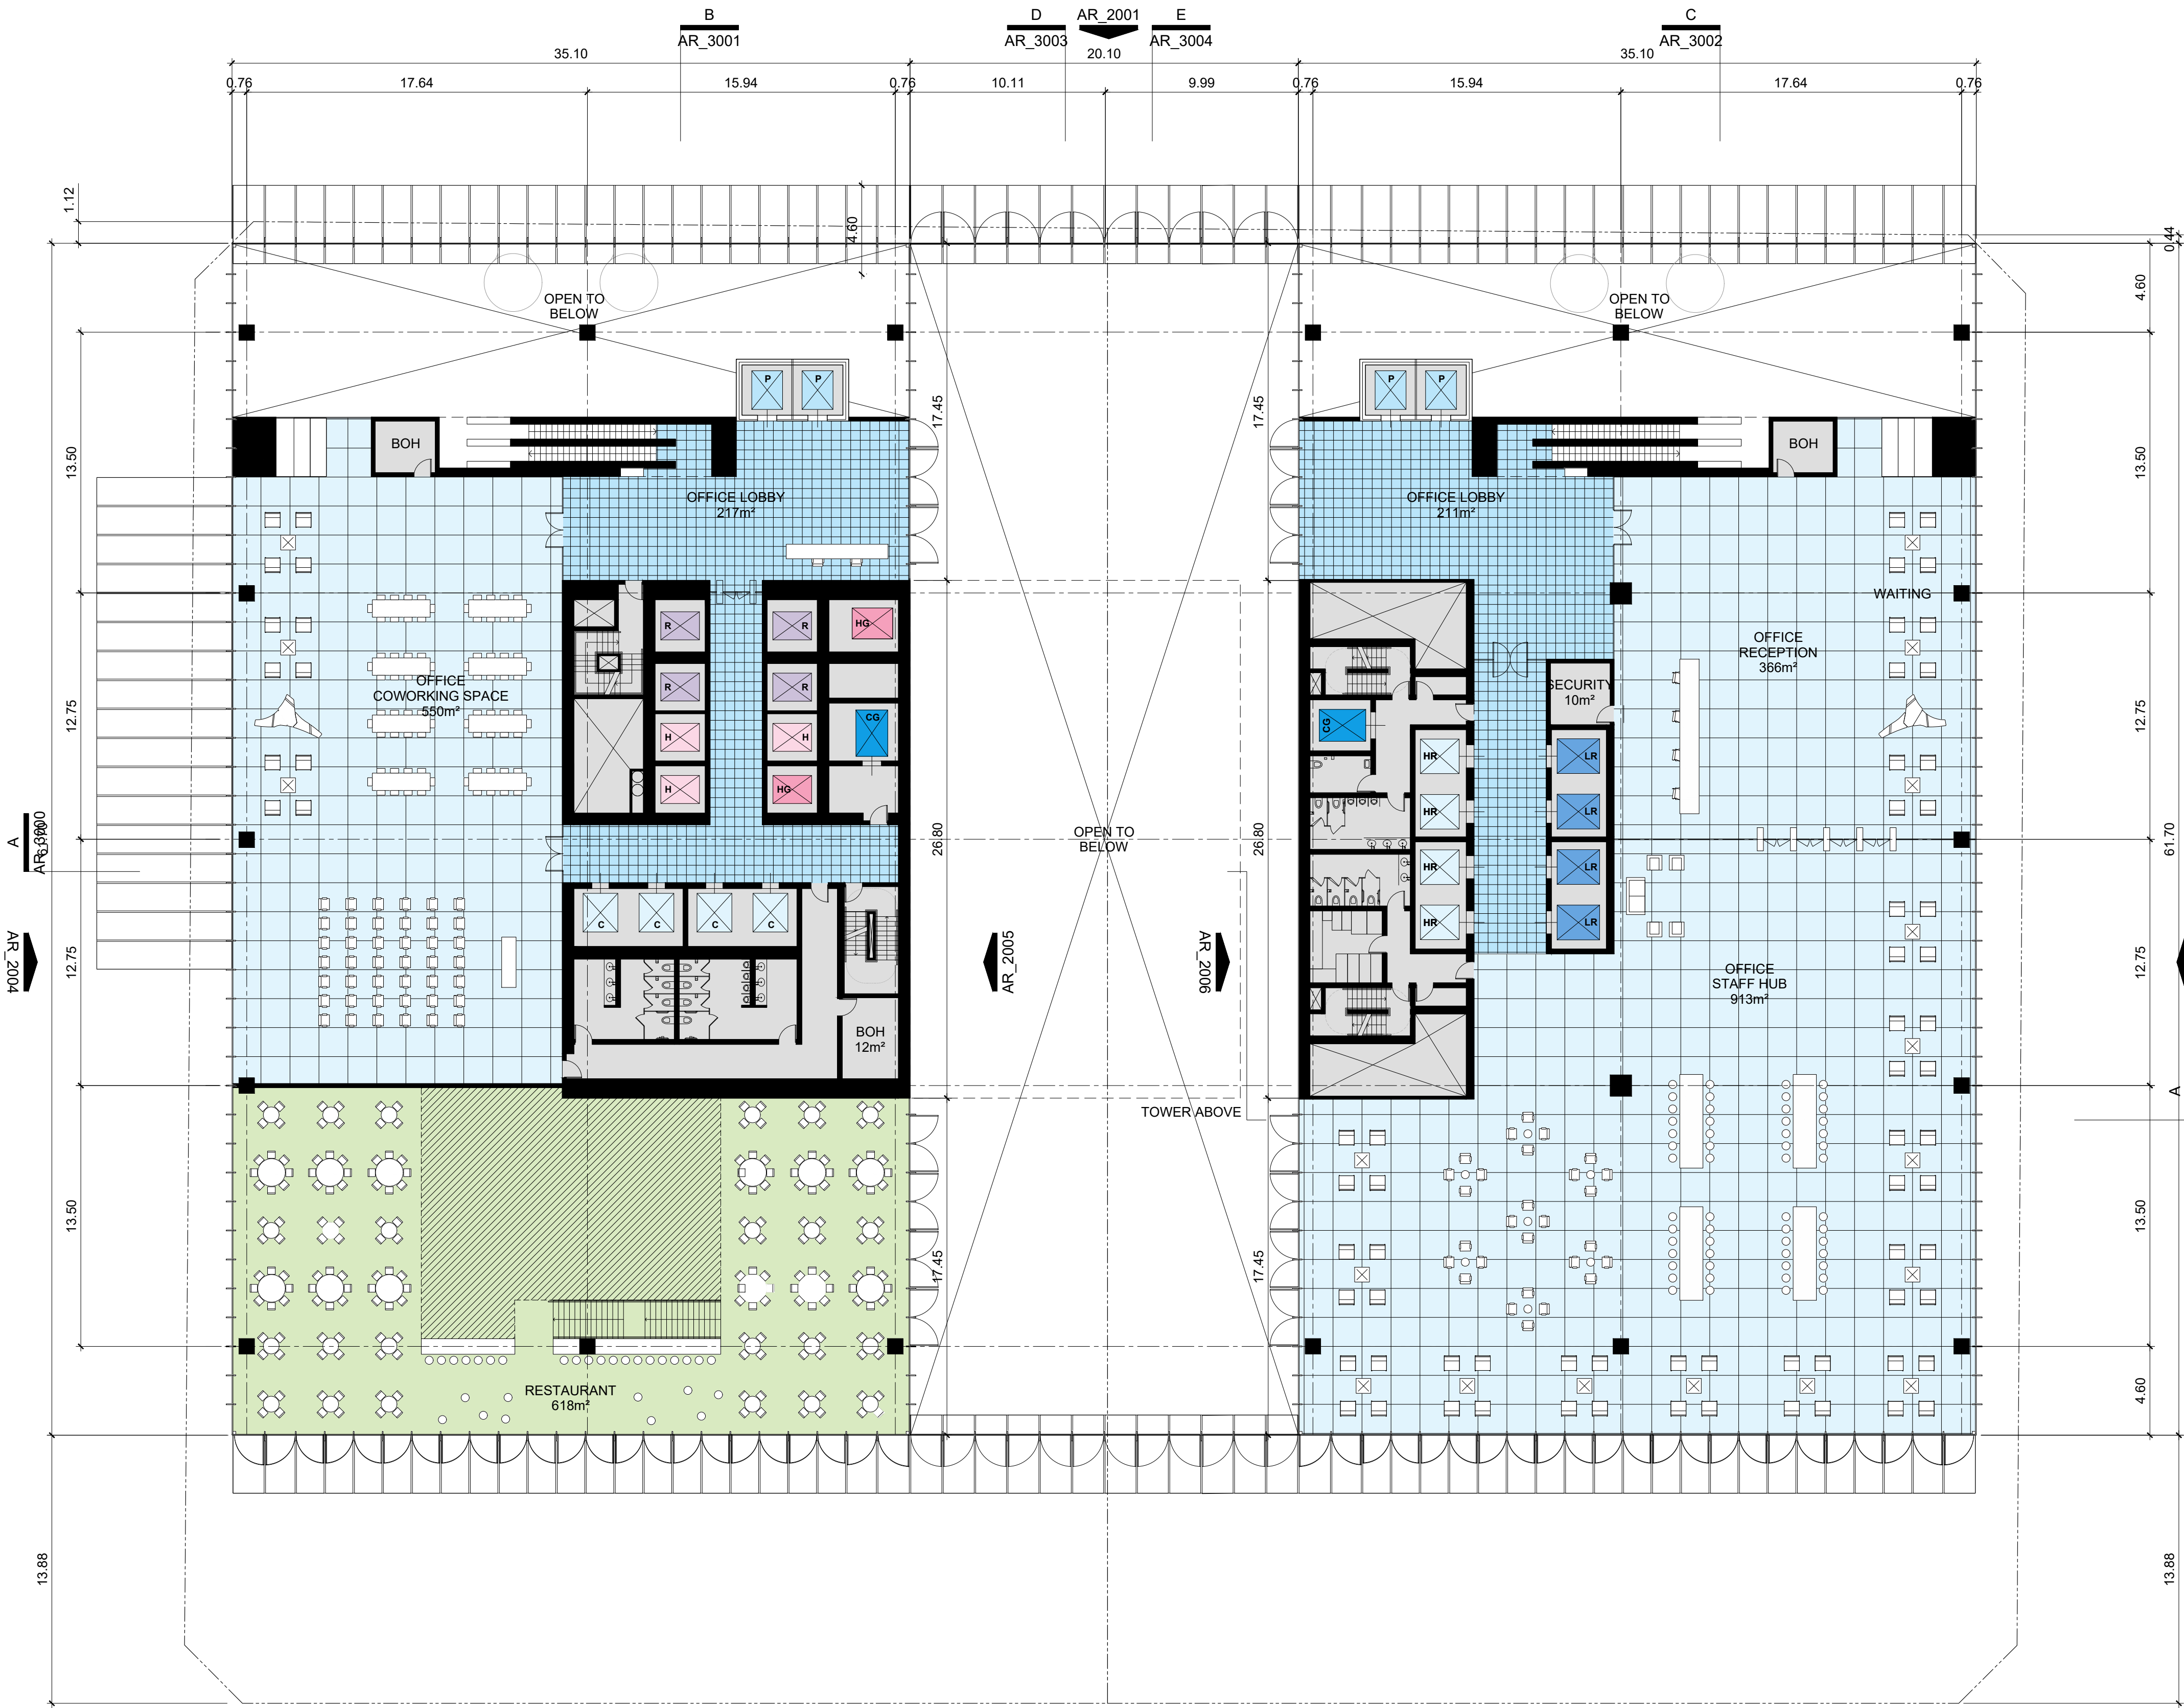 B
AR_3001
D
AR_3003
AR_2001
E
AR_3004
C
AR_3002
35.10
20.10
35.10
0.76
17.64
15.94
0.76
10.11
9.99
0.76
15.94
17.64
0.76
1.12
4.60
0.44
4.60
OPEN TO
BELOW
OPEN TO
BELOW
P
P
P
P
17.45
17.45
13.50
13.50
BOH
BOH
OFFICE LOBBY
217m²
OFFICE LOBBY
211m²
R
R
HG
R
R
H
H
CG
H
HG
WAITING
OFFICE
RECEPTION
366m²
SECURITY
10m²
OFFICE
COWORKING SPACE
550m²
CG
HR
LR
HR
LR
HR
LR
HR
LR
12.75
12.75
A
AR_3000
26.80
OPEN TO
BELOW
26.80
61.70
C
C
C
C
AR_2004
12.75
AR_2005
AR_2006
12.75
OFFICE
STAFF HUB
913m²
BOH
12m²
A
TOWER ABOVE
13.50
17.45
17.45
13.50
RESTAURANT
618m²
4.60
13.88
13.88